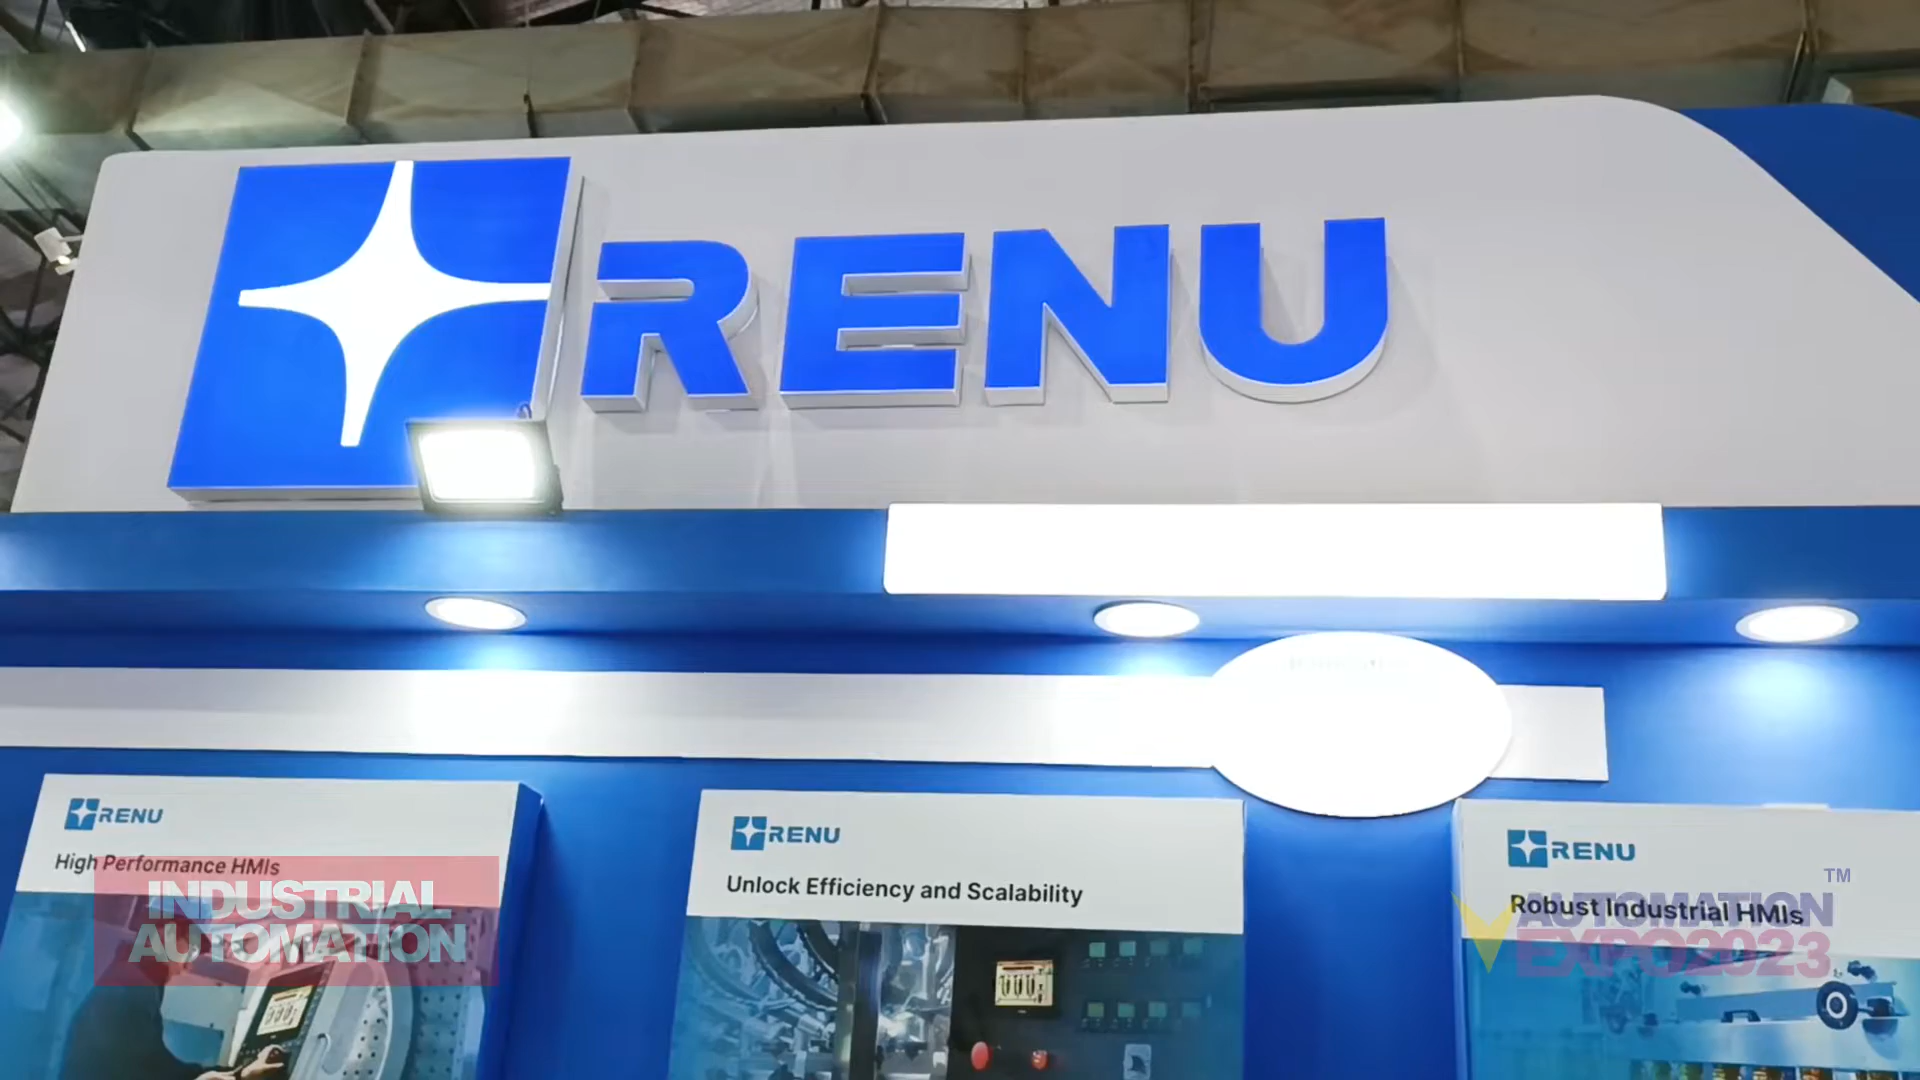 RENU
RENU
High Performance HMIs
RENU
Unlock Efficiency and Scalability
RENU
Robust Industrial HMIs
INDUSTRIAL
AUTOMATION
AUTOMATION
EXPO2023
TM